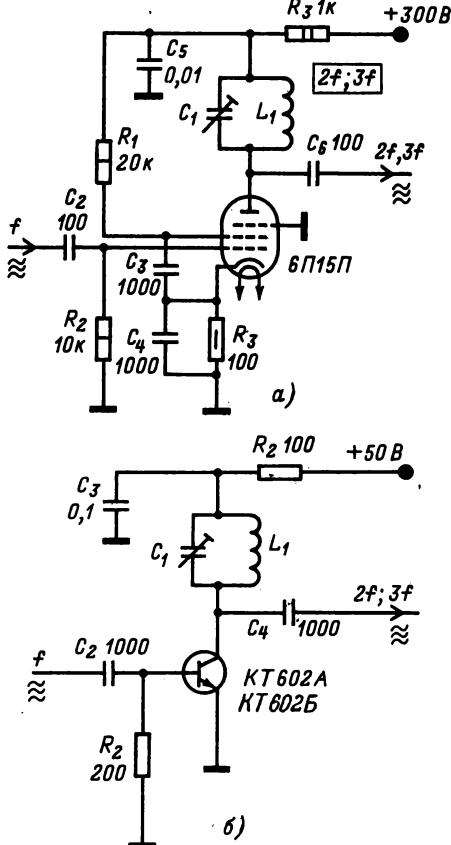 R3 1к
+300 В
C5
0,01
2f; 3f
C1
L1
R1
20к
C6 100
2f, 3f
≈
f
≈
C2
100
6П15П
C3
1000
R2
10к
C4
1000
R3
100
а)
R2 100
+50 В
C3
0,1
C1
L1
2f; 3f
≈
C4
1000
f
≈
C2 1000
КТ602А
КТ602Б
R2
200
б)